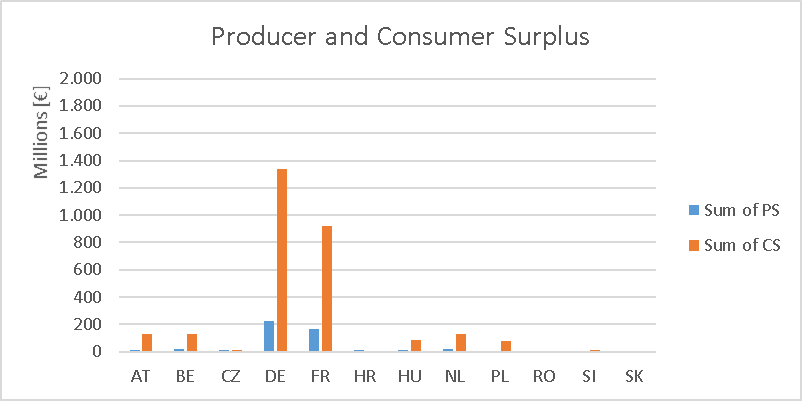 Producer and Consumer Surplus
Millions [€]
2.000
1.800
1.600
1.400
1.200
1.000
800
600
400
200
0
AT BE CZ DE FR HR HU NL PL RO SI SK
Sum of PS
Sum of CS